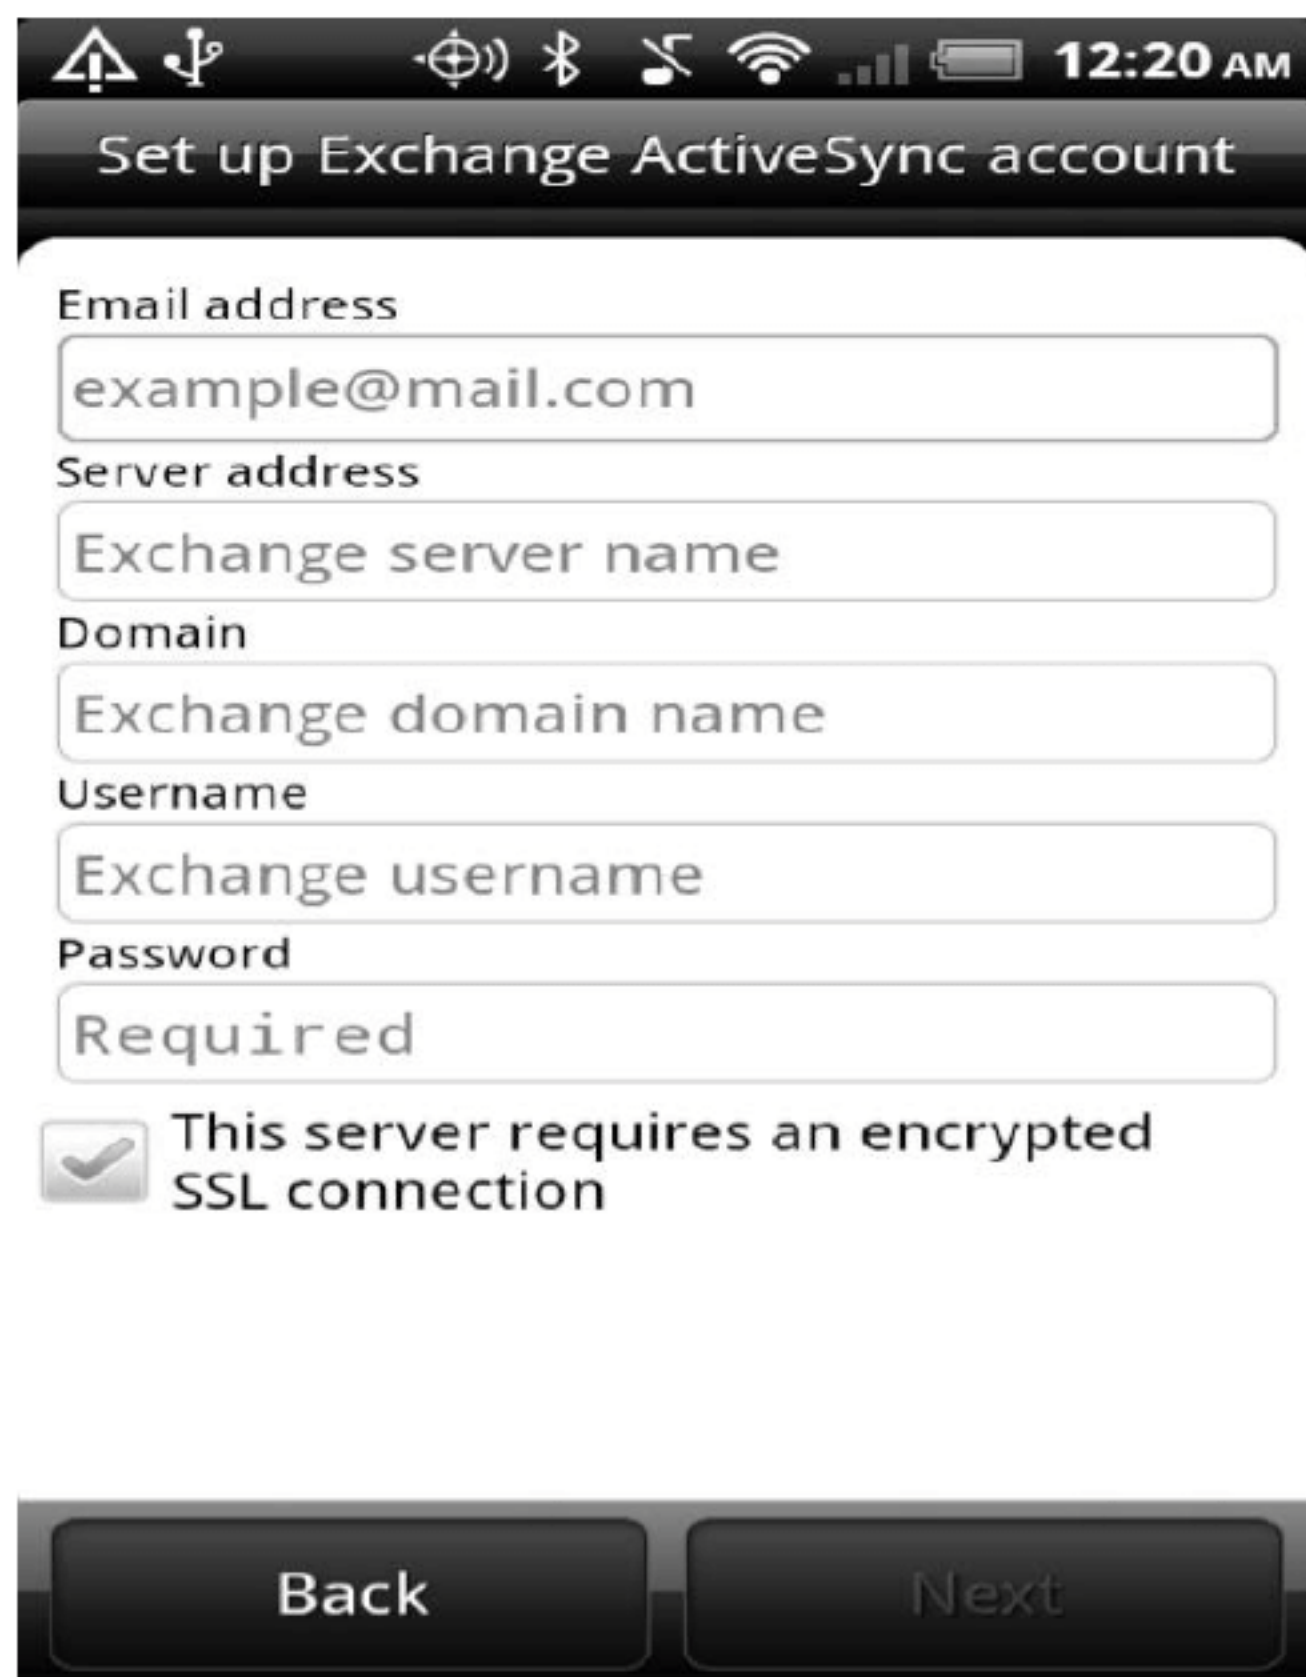 12:20 AM
Set up Exchange ActiveSync account
Email address
example@mail.com
Server address
Exchange server name
Domain
Exchange domain name
Username
Exchange username
Password
Required
This server requires an encrypted
SSL connection
Back
Next